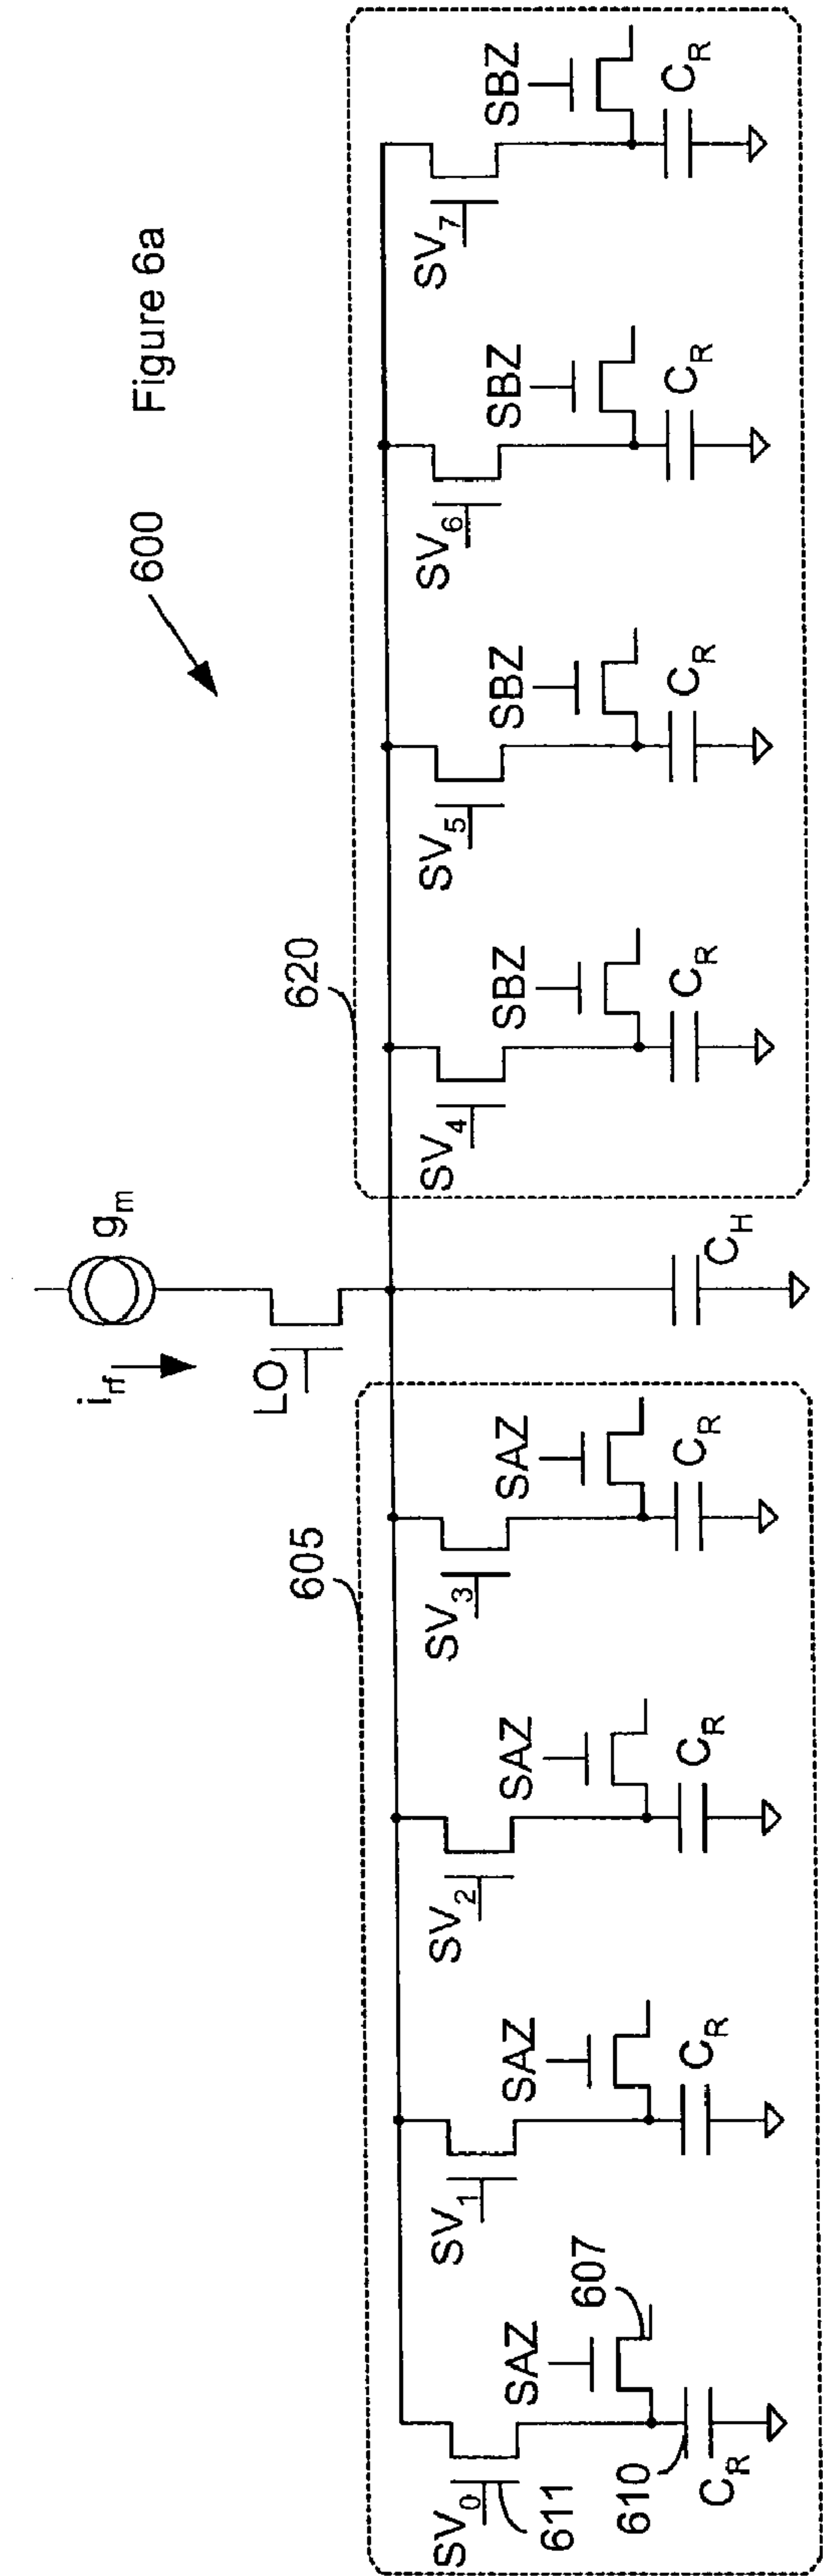 Figure 6a
600
i_rf
g_m
LO
605
620
SV_0
SV_1
SV_2
SV_3
SV_4
SV_5
SV_6
SV_7
611
SAZ
SAZ
SAZ
SAZ
SBZ
SBZ
SBZ
SBZ
607
610
C_R
C_R
C_R
C_R
C_H
C_R
C_R
C_R
C_R